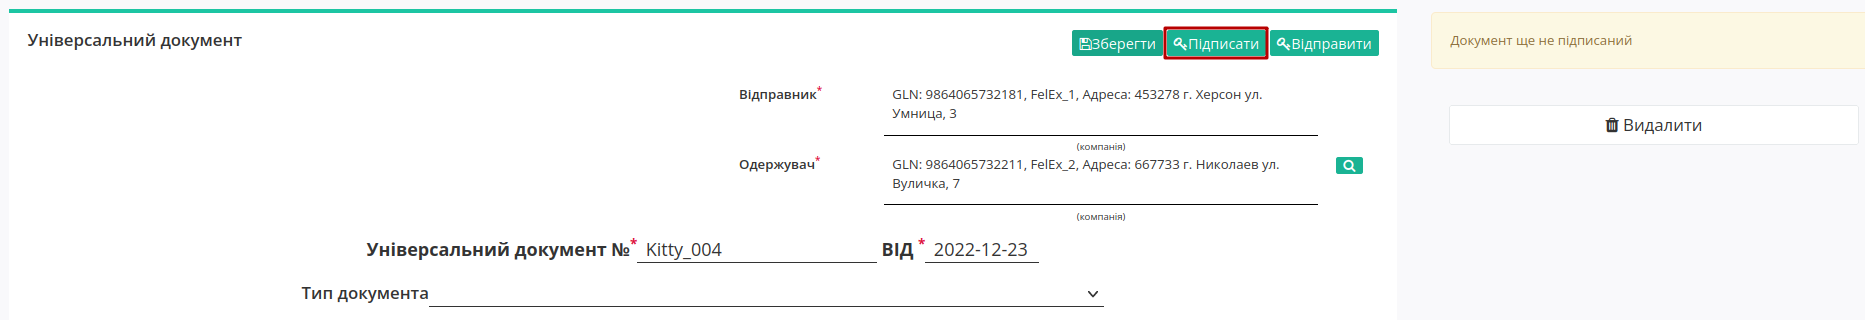 Універсальний документ
Зберегти Підписати Відправити
Документ ще не підписаний
Видалити
Відправник* GLN: 9864065732181, FelEx_1, Адреса: 453278 г. Херсон ул.
Умница, 3
(компанія)
Одержувач* GLN: 9864065732211, FelEx_2, Адреса: 667733 г. Николаев ул.
Вуличка, 7
(компанія)
Універсальний документ №* Kitty_004 ВІД * 2022-12-23
Тип документа